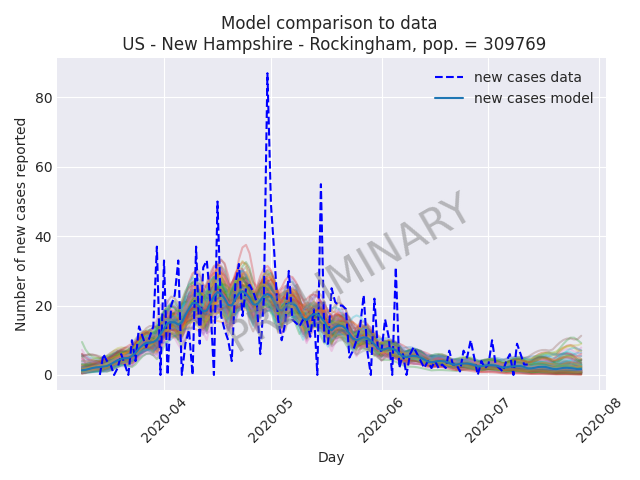 Model comparison to data
US - New Hampshire - Rockingham, pop. = 309769
new cases data
new cases model
PRELIMINARY
Number of new cases reported
80
60
40
20
0
2020-04
2020-05
2020-06
2020-07
2020-08
Day